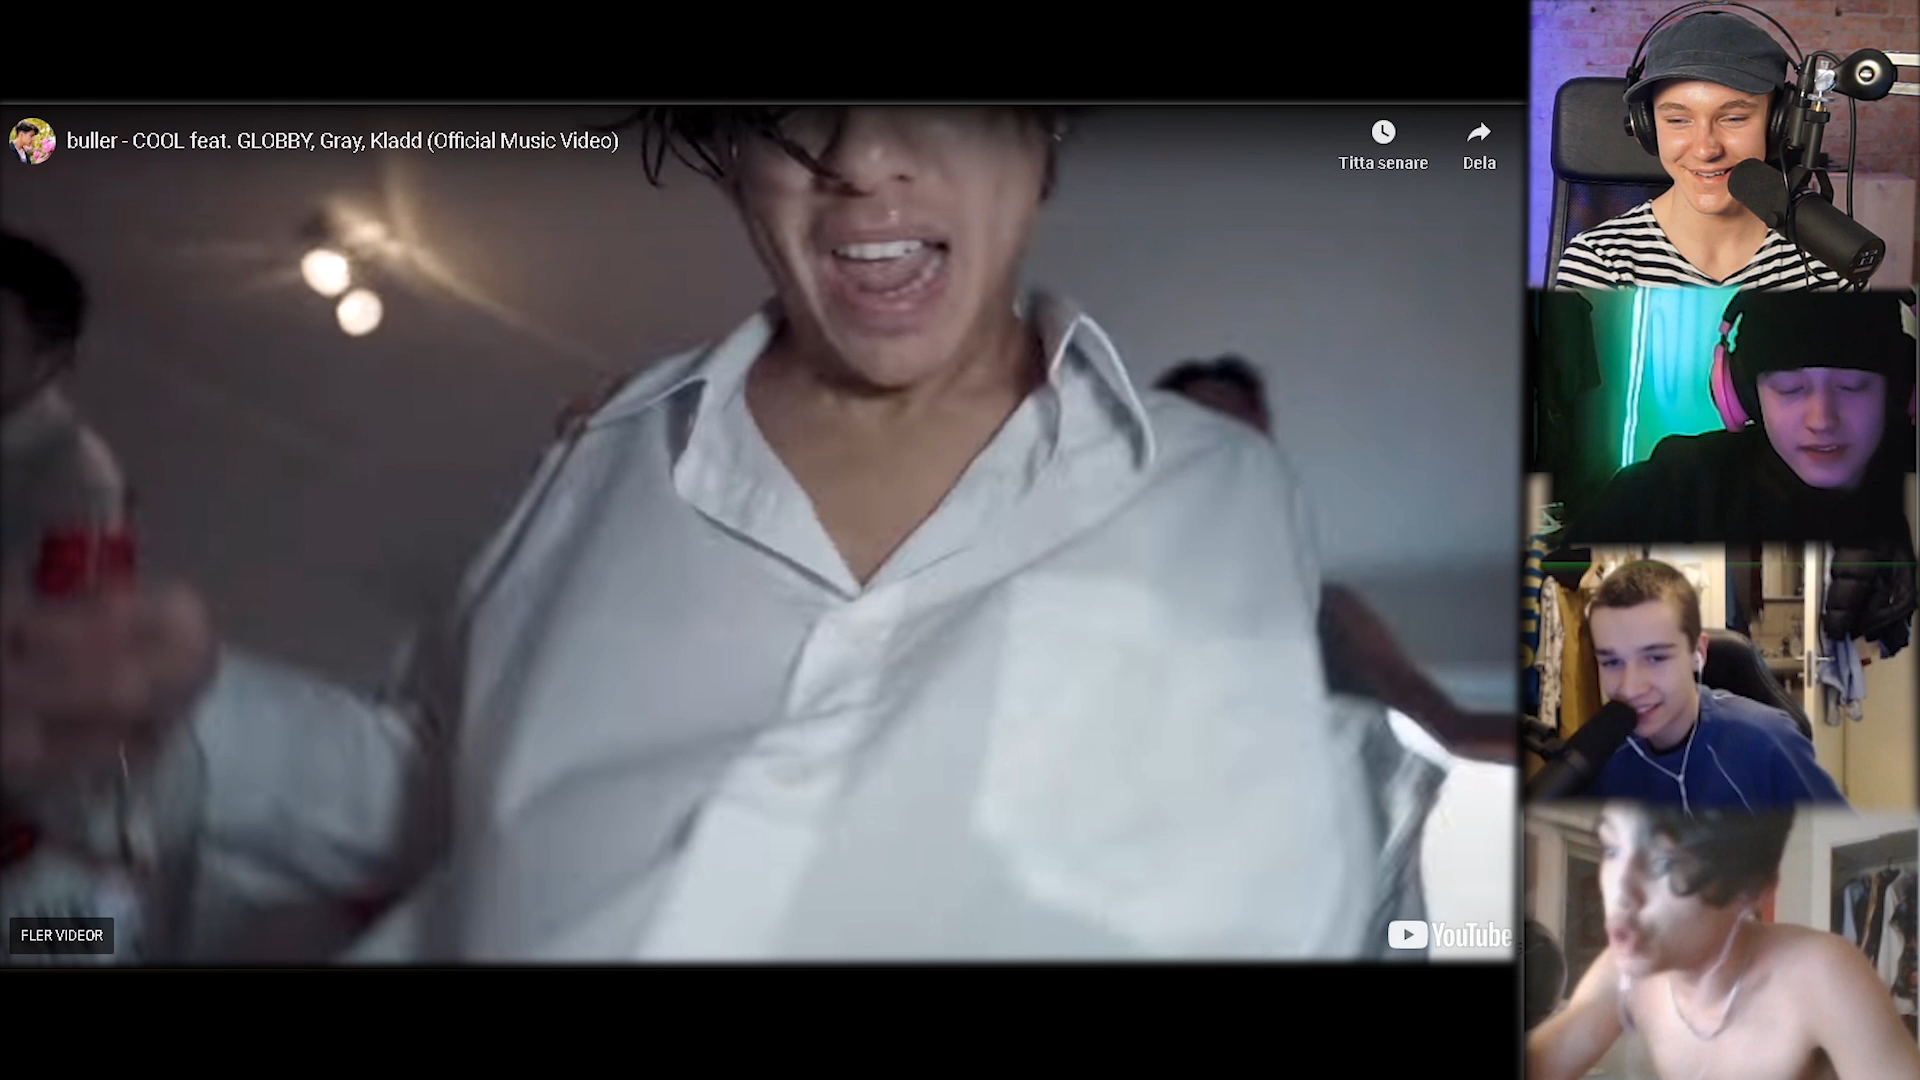 buller - COOL feat. GLOBBY, Gray, Kladd (Official Music Video)
Titta senare
Dela
FLER VIDEOR
YouTube